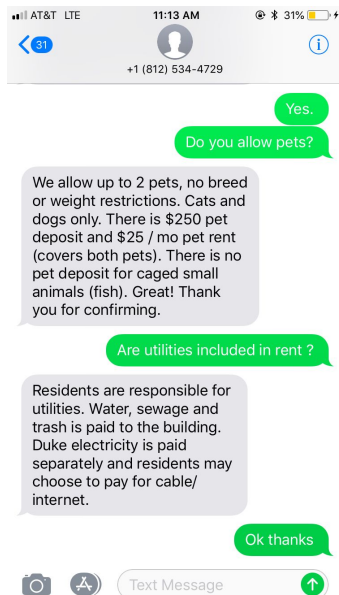 AT&T LTE 11:13 AM 31%
31
+1 (812) 534-4729
Yes.
Do you allow pets?
We allow up to 2 pets, no breed
or weight restrictions. Cats and
dogs only. There is $250 pet
deposit and $25 / mo pet rent
(covers both pets). There is no
pet deposit for caged small
animals (fish). Great! Thank
you for confirming.
Are utilities included in rent ?
Residents are responsible for
utilities. Water, sewage and
trash is paid to the building.
Duke electricity is paid
separately and residents may
choose to pay for cable/
internet.
Ok thanks
Text Message